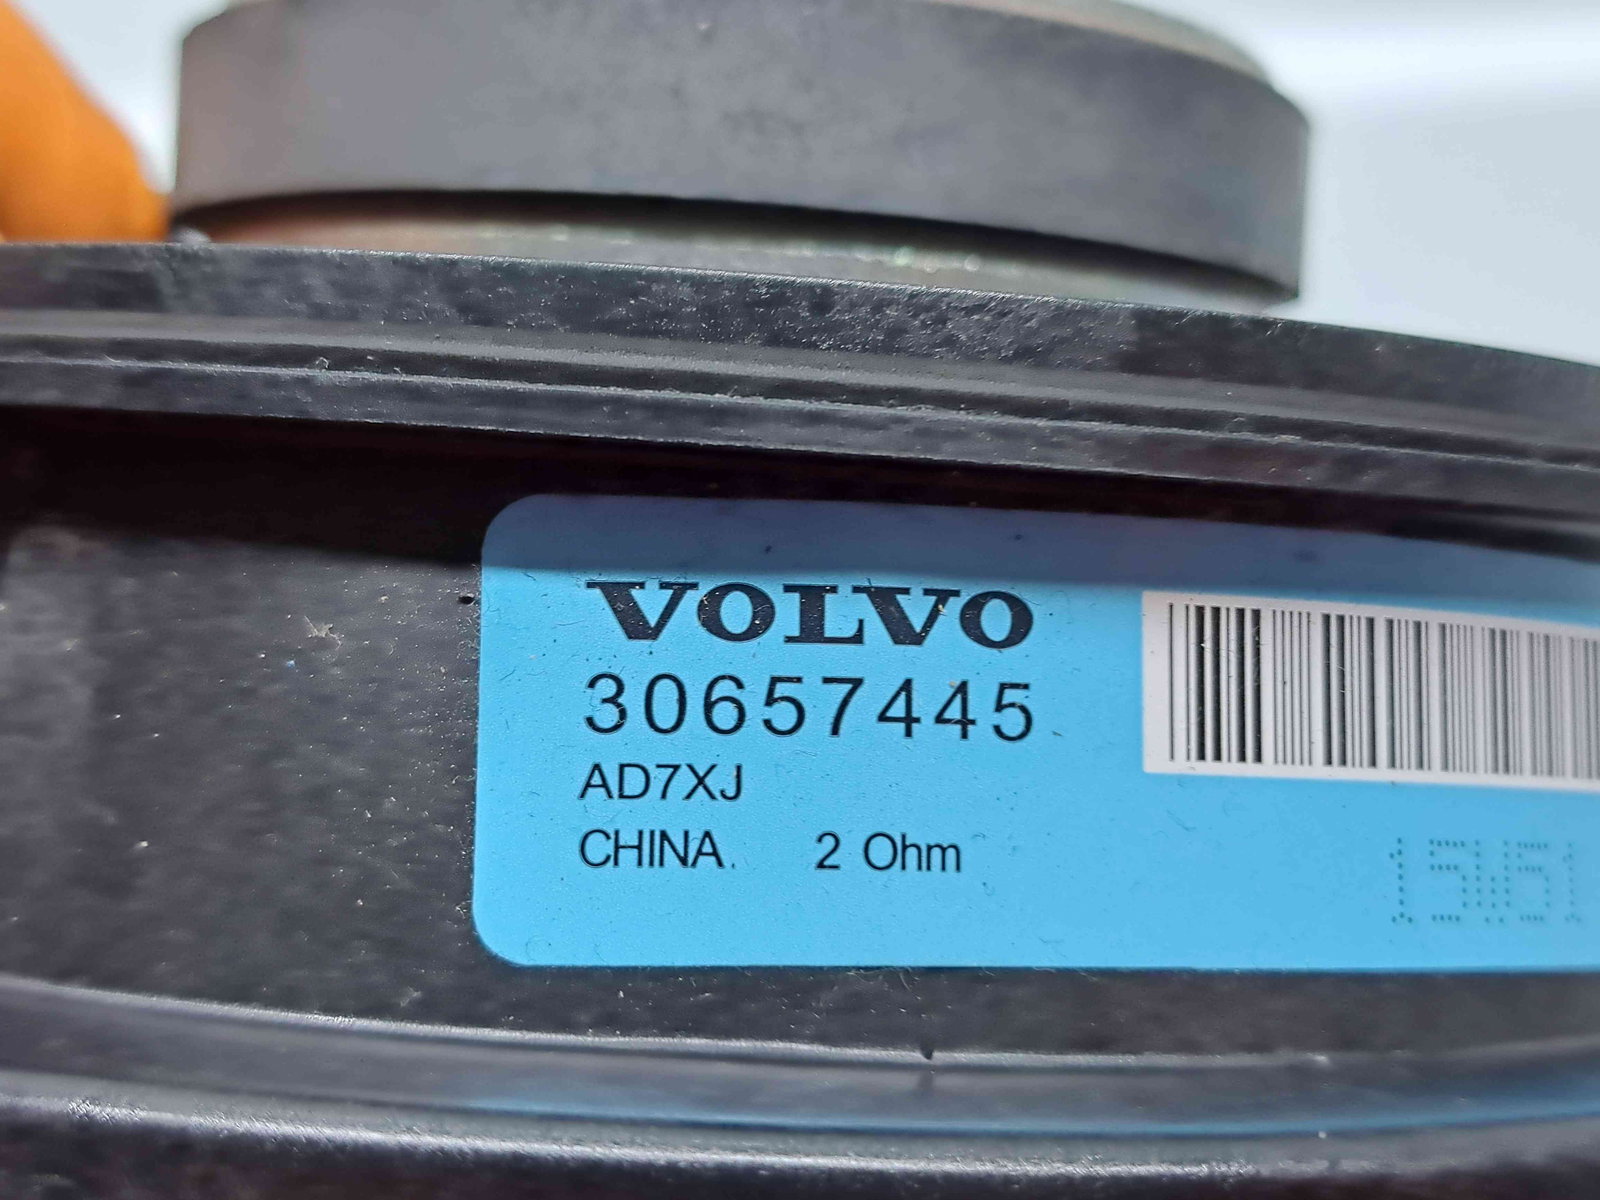 VOLVO
30657445
AD7XJ
CHINA. 2 Ohm